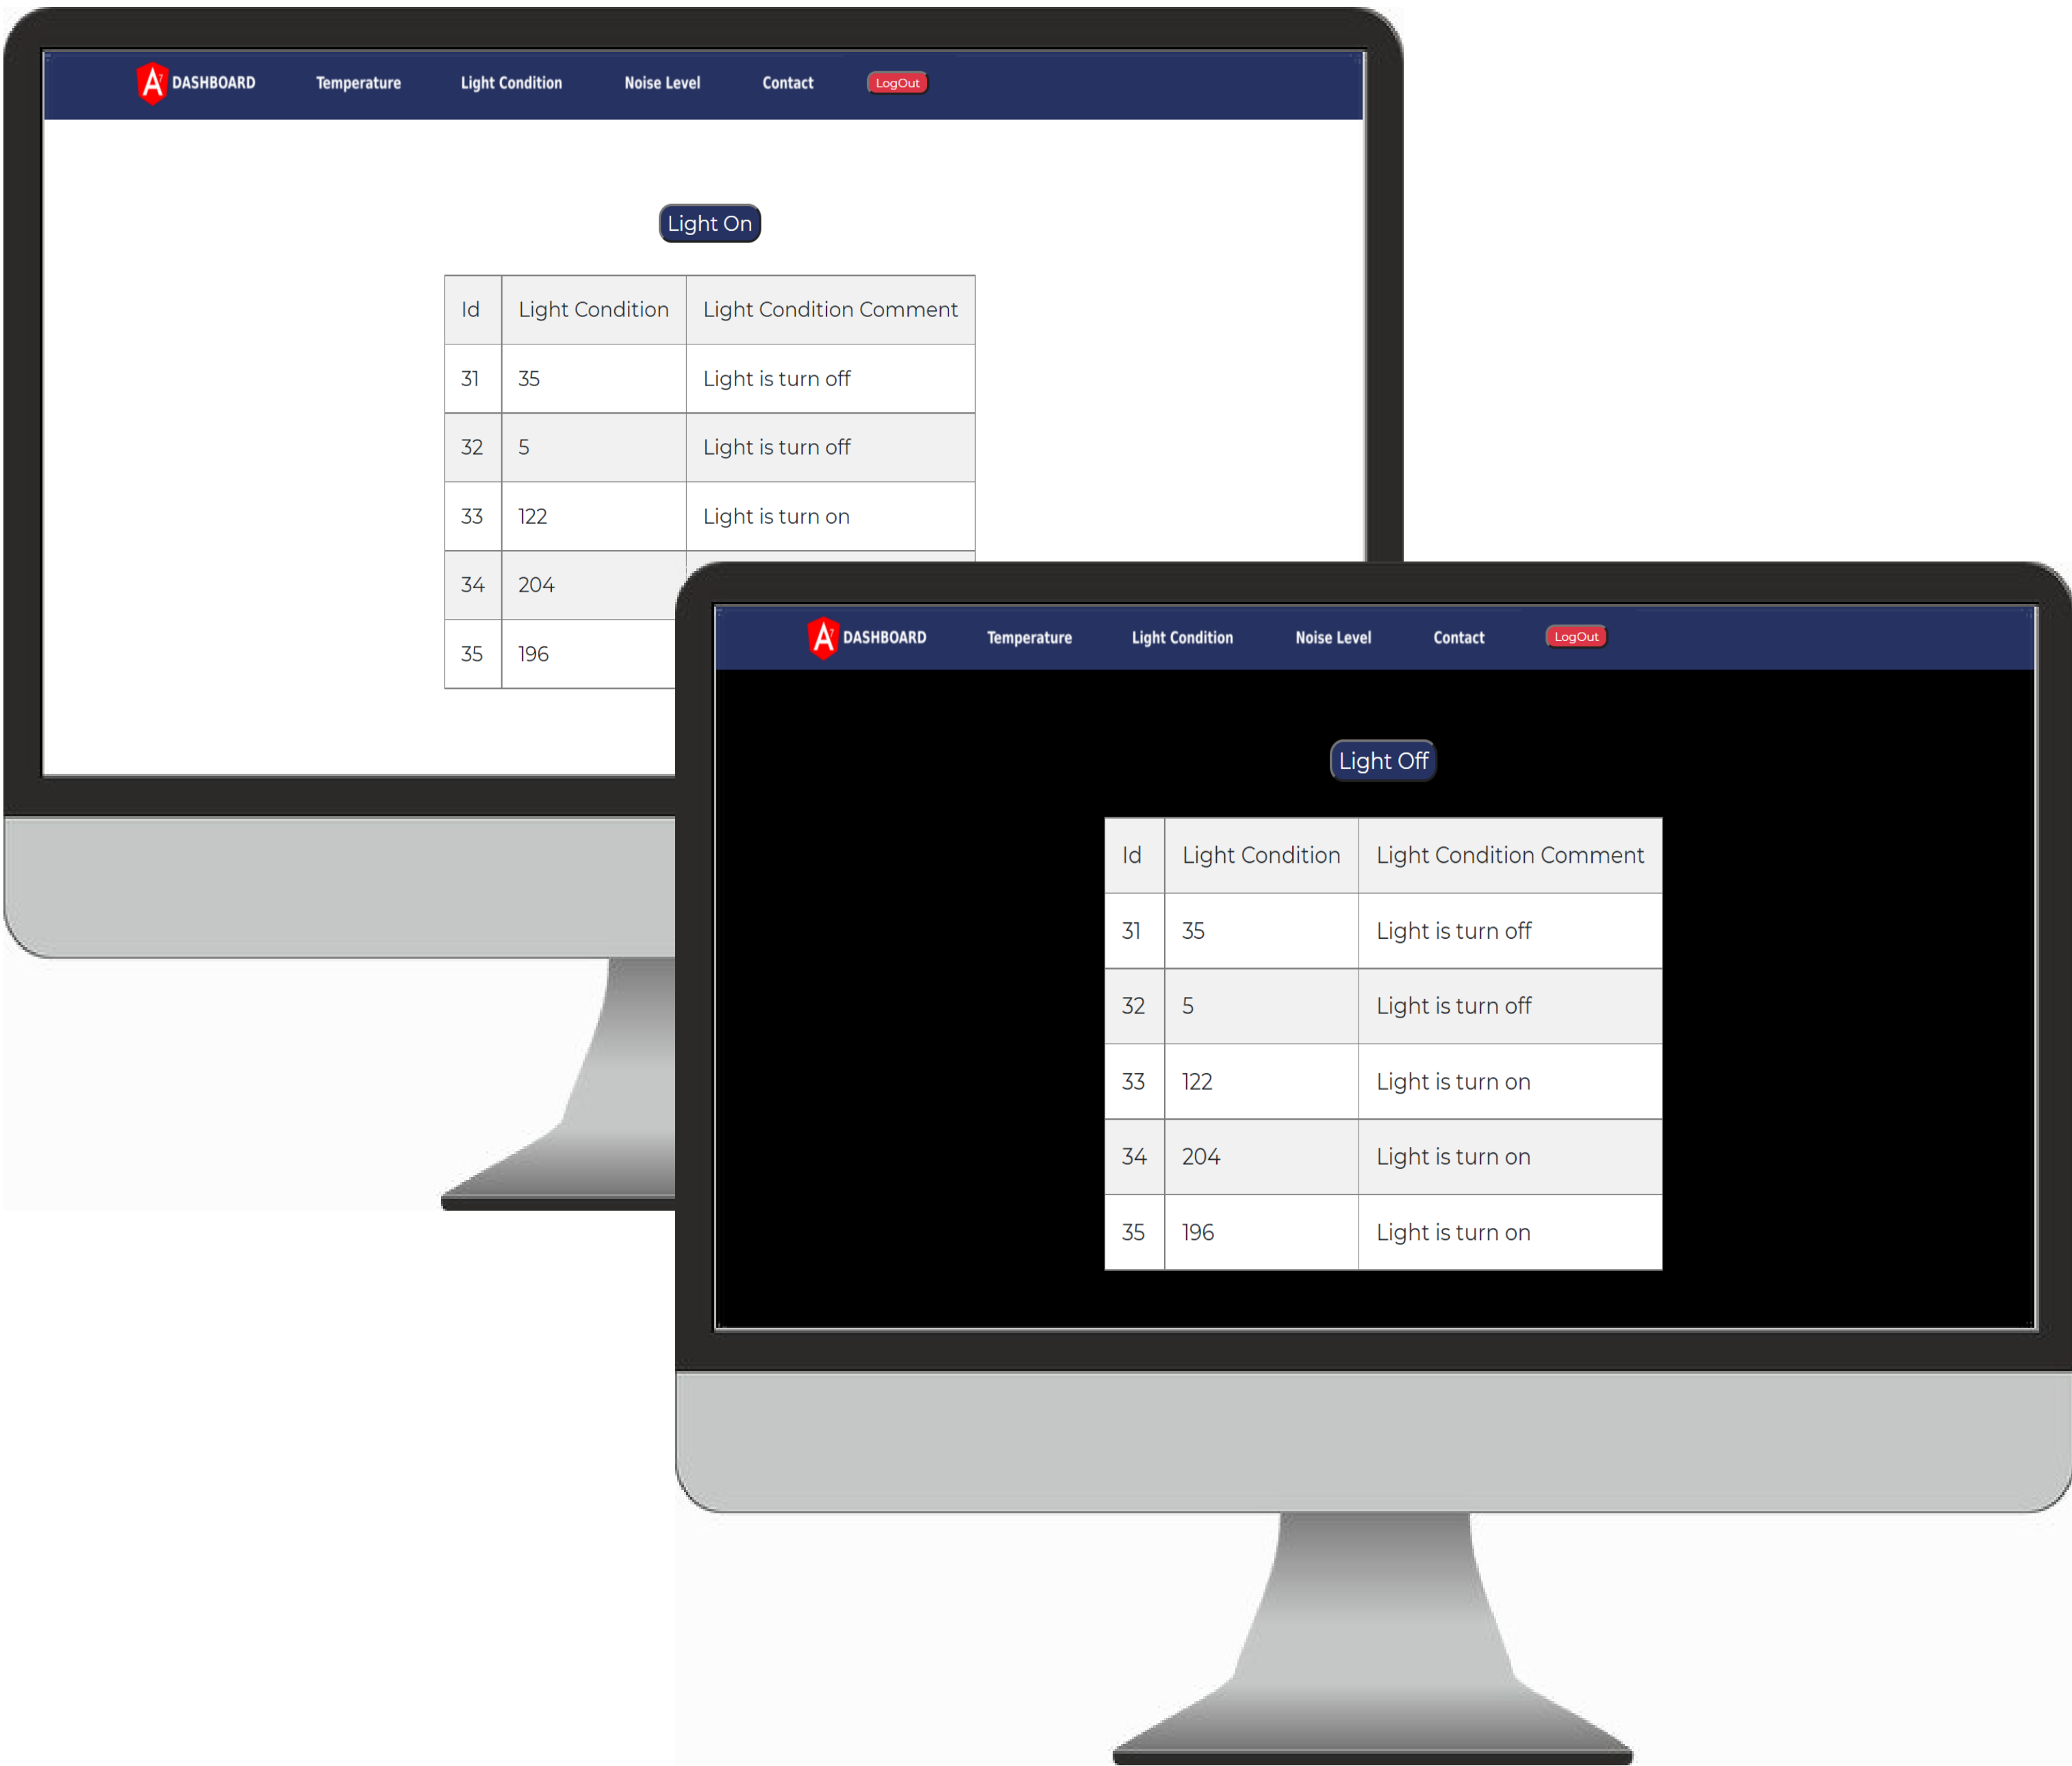 A7 DASHBOARD Temperature Light Condition Noise Level Contact LogOut
Light On
Id Light Condition Light Condition Comment
31 35 Light is turn off
32 5 Light is turn off
33 122 Light is turn on
34 204
35 196
A7 DASHBOARD Temperature Light Condition Noise Level Contact LogOut
Light Off
Id Light Condition Light Condition Comment
31 35 Light is turn off
32 5 Light is turn off
33 122 Light is turn on
34 204 Light is turn on
35 196 Light is turn on